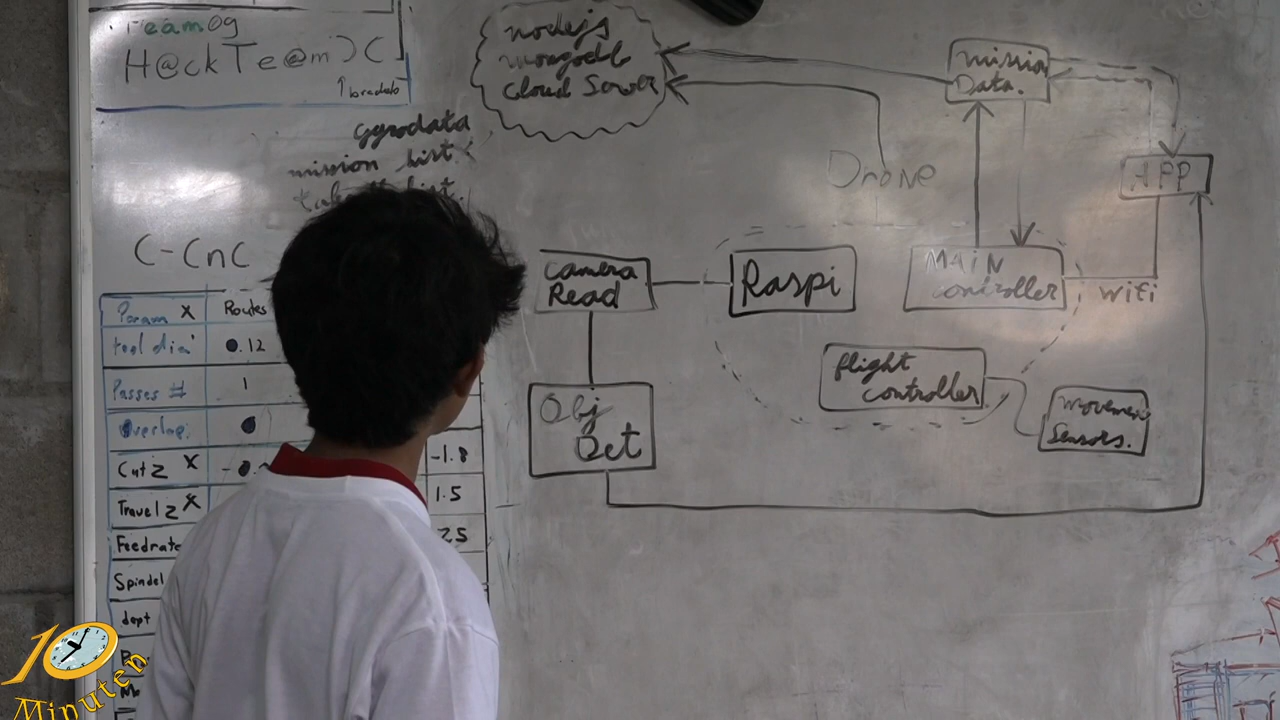 Team09
H@ckTe@mJC
gyrodata
mission list
C-CnC
Param X Routes
tool dia' 0.12
Passes # 1
Overlap:
Cut Z X -1.8
Travel Z X 1.5
Feedrate 25
Spindel
dept
nodejs
mongodb
Cloud Server
mission
Data.
Drone
APP
camera
Read
Raspi
MAIN
controller
wifi
flight
controller
movement
Sensors.
Obj
Det
10
Minuten